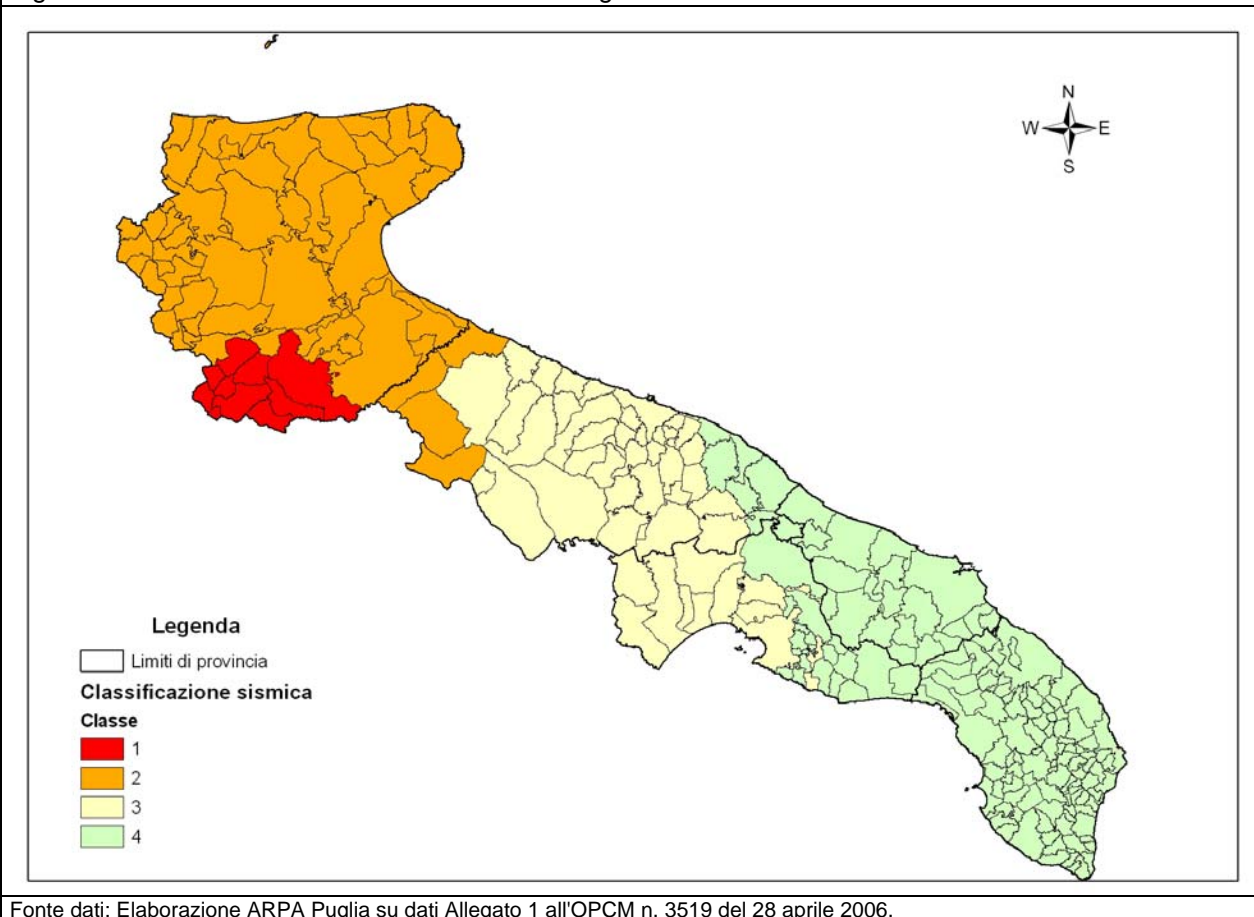 N
W E
S
Legenda
Limiti di provincia
Classificazione sismica
Classe
1
2
3
4
Fonte dati: Elaborazione ARPA Puglia su dati Allegato 1 all'OPCM n. 3519 del 28 aprile 2006.